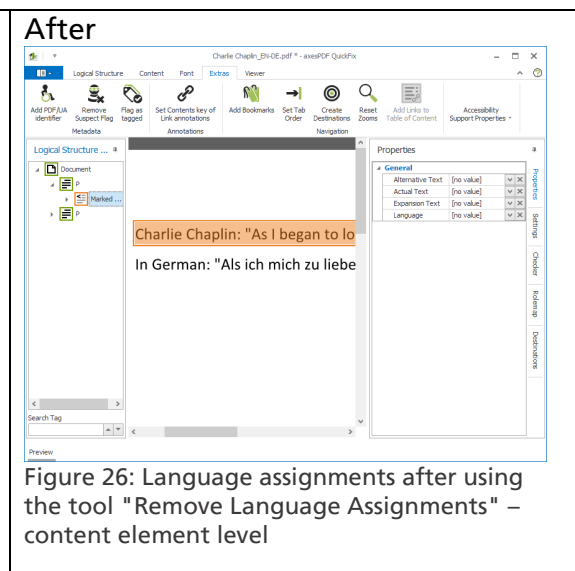 After
Charlie Chaplin_EN-DE.pdf * - axesPDF QuickFix
Logical Structure Content Font Extras Viewer
Add PDF/UA identifier
Remove Suspect Flag
Flag as tagged
Set Contents key of Link annotations
Add Bookmarks
Set Tab Order
Create Destinations
Reset Zooms
Add Links to Table of Content
Accessibility Support Properties
Metadata Annotations Navigation
Logical Structure ...
Document
P
Marked ...
P
Search Tag
Charlie Chaplin: "As I began to lo
In German: "Als ich mich zu liebe
Properties
General
Alternative Text [no value]
Actual Text [no value]
Expansion Text [no value]
Language [no value]
Properties
Settings
Checker
Rolemap
Destinations
Preview
Figure 26: Language assignments after using
the tool "Remove Language Assignments" –
content element level